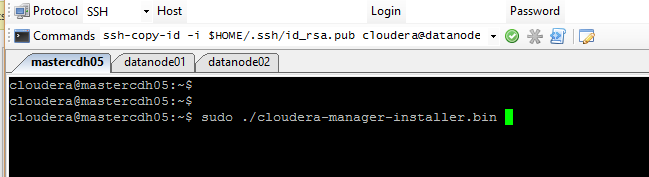 Protocol SSH Host Login Password
Commands ssh-copy-id -i $HOME/.ssh/id_rsa.pub cloudera@datanode
mastercdh05 datanode01 datanode02
cloudera@mastercdh05:~$
cloudera@mastercdh05:~$
cloudera@mastercdh05:~$ sudo ./cloudera-manager-installer.bin